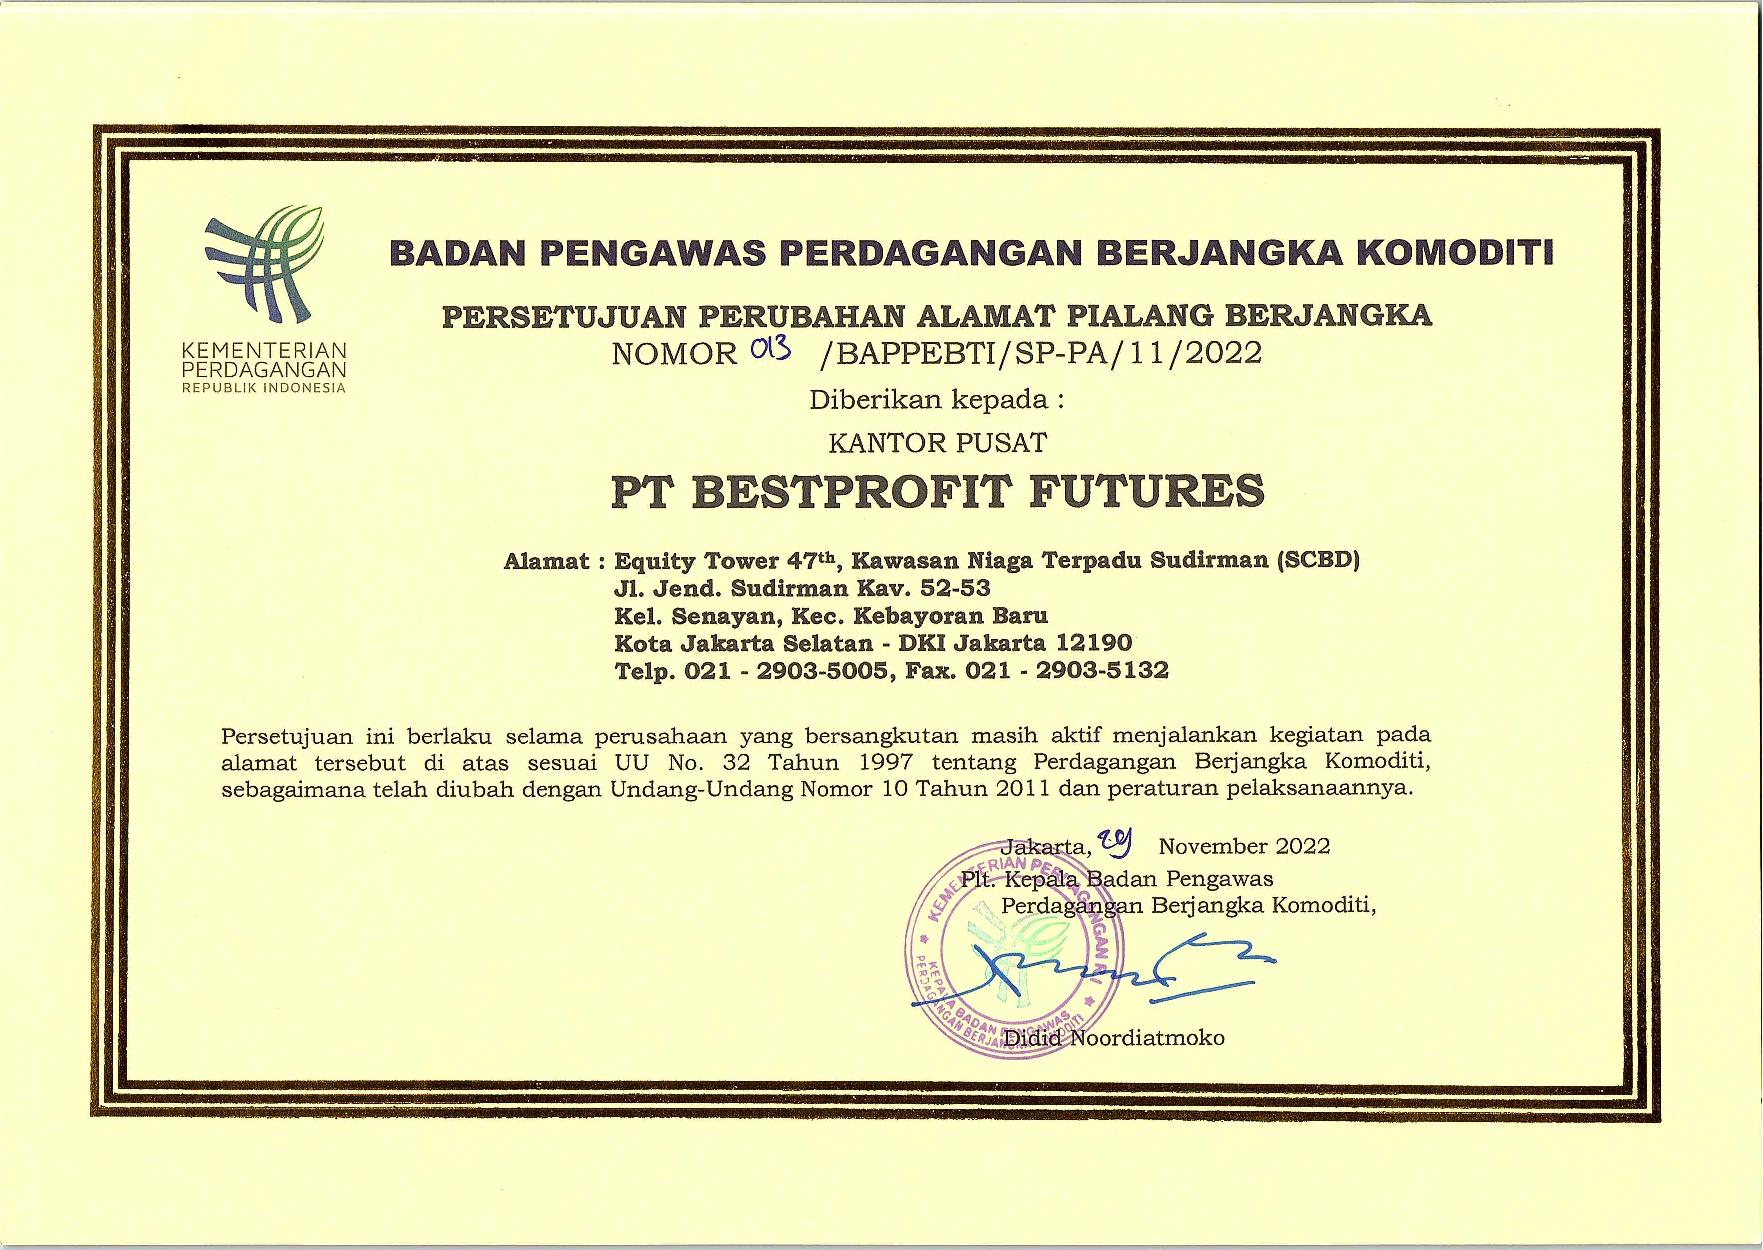 KEMENTERIAN
PERDAGANGAN
REPUBLIK INDONESIA
BADAN PENGAWAS PERDAGANGAN BERJANGKA KOMODITI
PERSETUJUAN PERUBAHAN ALAMAT PIALANG BERJANGKA
NOMOR 013 /BAPPEBTI/SP-PA/11/2022
Diberikan kepada :
KANTOR PUSAT
PT BESTPROFIT FUTURES
Alamat : Equity Tower 47th, Kawasan Niaga Terpadu Sudirman (SCBD)
Jl. Jend. Sudirman Kav. 52-53
Kel. Senayan, Kec. Kebayoran Baru
Kota Jakarta Selatan - DKI Jakarta 12190
Telp. 021 - 2903-5005, Fax. 021 - 2903-5132
Persetujuan ini berlaku selama perusahaan yang bersangkutan masih aktif menjalankan kegiatan pada
alamat tersebut di atas sesuai UU No. 32 Tahun 1997 tentang Perdagangan Berjangka Komoditi,
sebagaimana telah diubah dengan Undang-Undang Nomor 10 Tahun 2011 dan peraturan pelaksanaannya.
Jakarta, 29 November 2022
Plt. Kepala Badan Pengawas
Perdagangan Berjangka Komoditi,
KEMENTERIAN PERDAGANGAN R.I
KEPALA BADAN PENGAWAS
PERDAGANGAN BERJANGKA KOMODITI
Didid Noordiatmoko